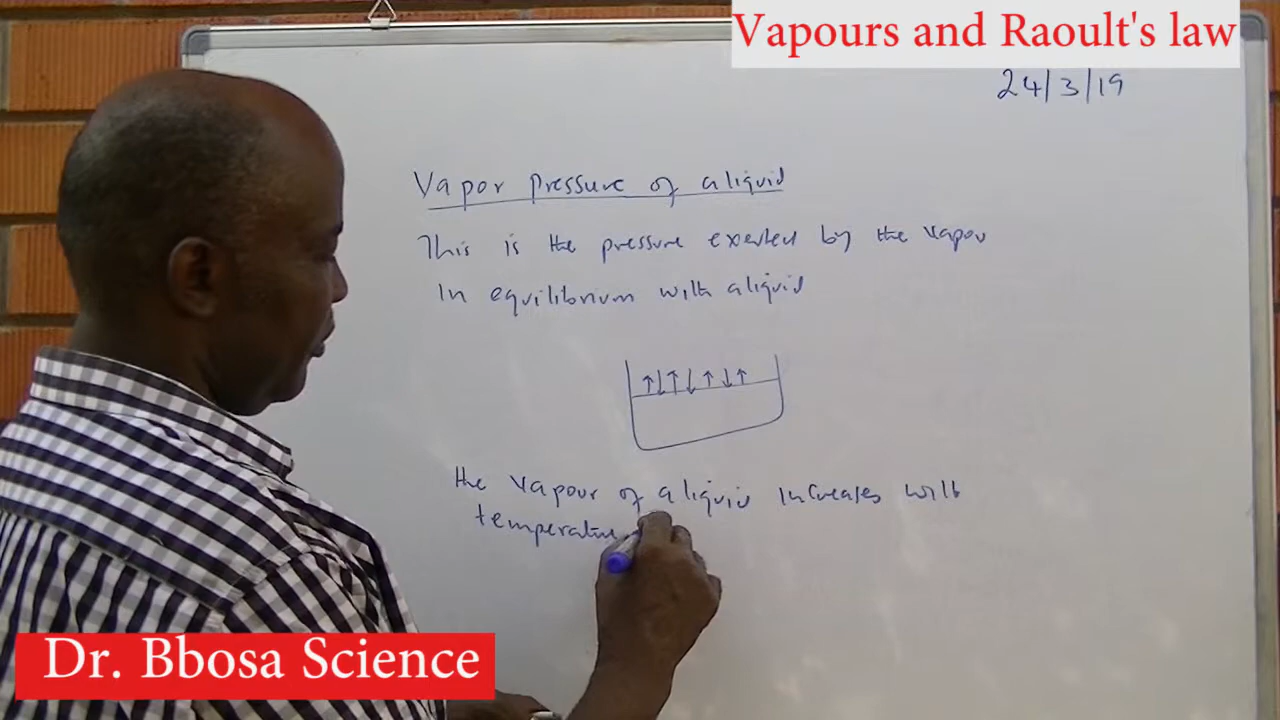 Vapours and Raoult's law
24/3/19
Vapor Pressure of a liquid
This is the pressure exerted by the vapor
In equilibrium with a liquid
the vapour of a liquid increases with
temperature
Dr. Bbosa Science